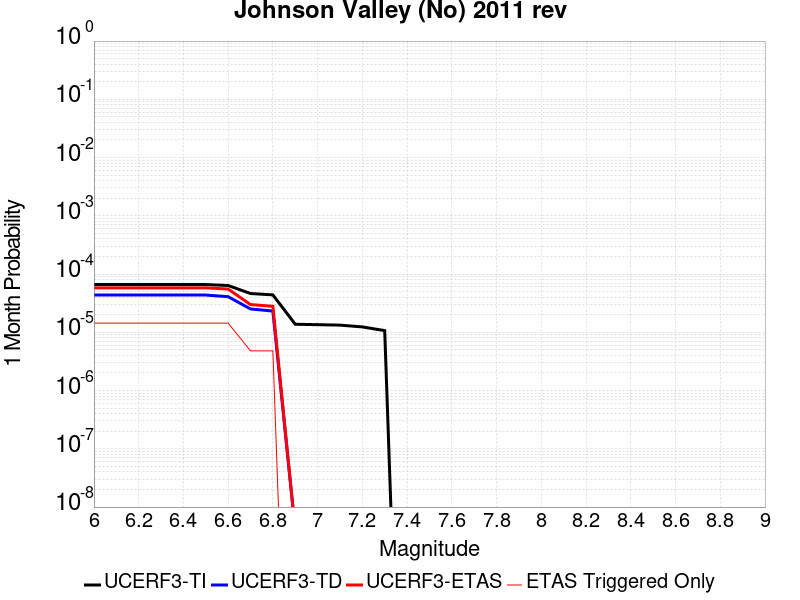 Johnson Valley (No) 2011 rev
10^0
10^-1
10^-2
10^-3
10^-4
10^-5
10^-6
10^-7
10^-8
1 Month Probability
6 6.2 6.4 6.6 6.8 7 7.2 7.4 7.6 7.8 8 8.2 8.4 8.6 8.8 9
Magnitude
UCERF3-TI UCERF3-TD UCERF3-ETAS ETAS Triggered Only